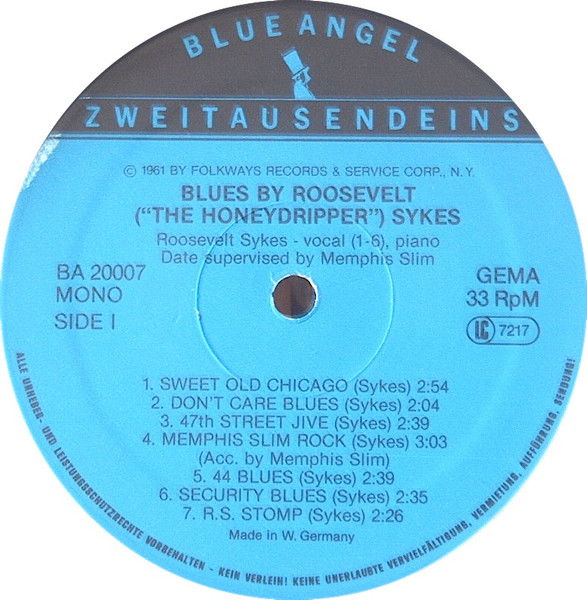 BLUE ANGEL
ZWEITAUSENDEINS
© 1961 BY FOLKWAYS RECORDS & SERVICE CORP., N.Y.
BLUES BY ROOSEVELT
("THE HONEYDRIPPER") SYKES
Roosevelt Sykes - vocal (1-6), piano
Date supervised by Memphis Slim
BA 20007
MONO
SIDE I
GEMA
33 RpM
LC 7217
1. SWEET OLD CHICAGO (Sykes) 2:54
2. DON'T CARE BLUES (Sykes) 2:04
3. 47th STREET JIVE (Sykes) 2:39
4. MEMPHIS SLIM ROCK (Sykes) 3:03
(Acc. by Memphis Slim)
5. 44 BLUES (Sykes) 2:39
6. SECURITY BLUES (Sykes) 2:35
7. R.S. STOMP (Sykes) 2:26
Made in W. Germany
ALLE URHEBER- UND LEISTUNGSSCHUTZRECHTE VORBEHALTEN - KEIN VERLEIH! KEINE UNERLAUBTE VERVIELFÄLTIGUNG, VERMIETUNG, AUFFÜHRUNG, SENDUNG!